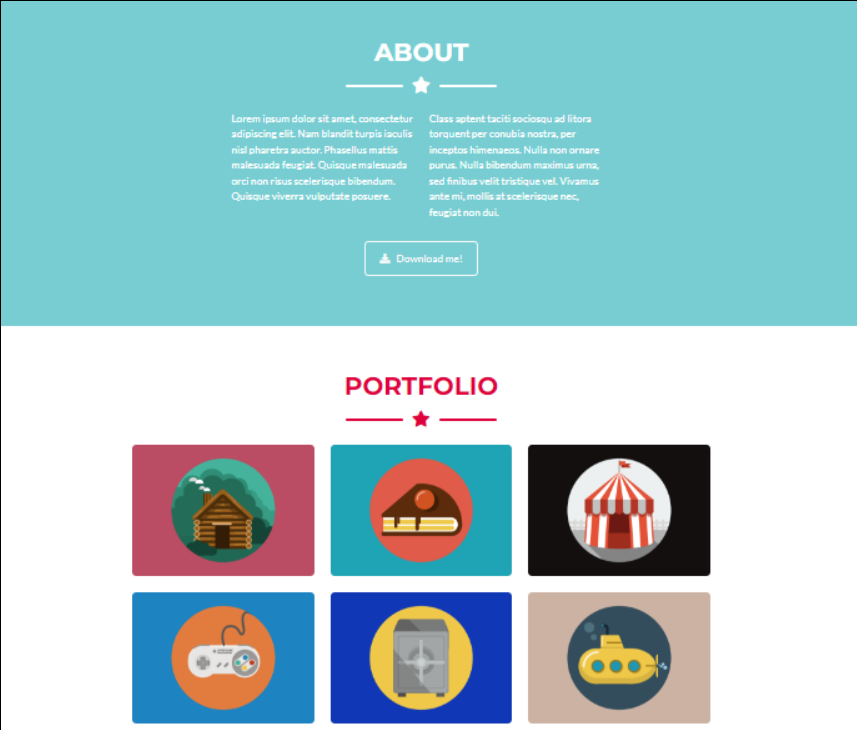 ABOUT
Lorem ipsum dolor sit amet, consectetur
adipiscing elit. Nam blandit turpis iaculis
nisl pharetra auctor. Phasellus mattis
malesuada feugiat. Quisque malesuada
orci non risus scelerisque bibendum.
Quisque viverra vulputate posuere.
Class aptent taciti sociosqu ad litora
torquent per conubia nostra, per
inceptos himenaeos. Nulla non ornare
purus. Nulla bibendum maximus urna,
sed finibus velit tristique vel. Vivamus
ante mi, mollis at scelerisque nec,
feugiat non dui.
Download me!
PORTFOLIO